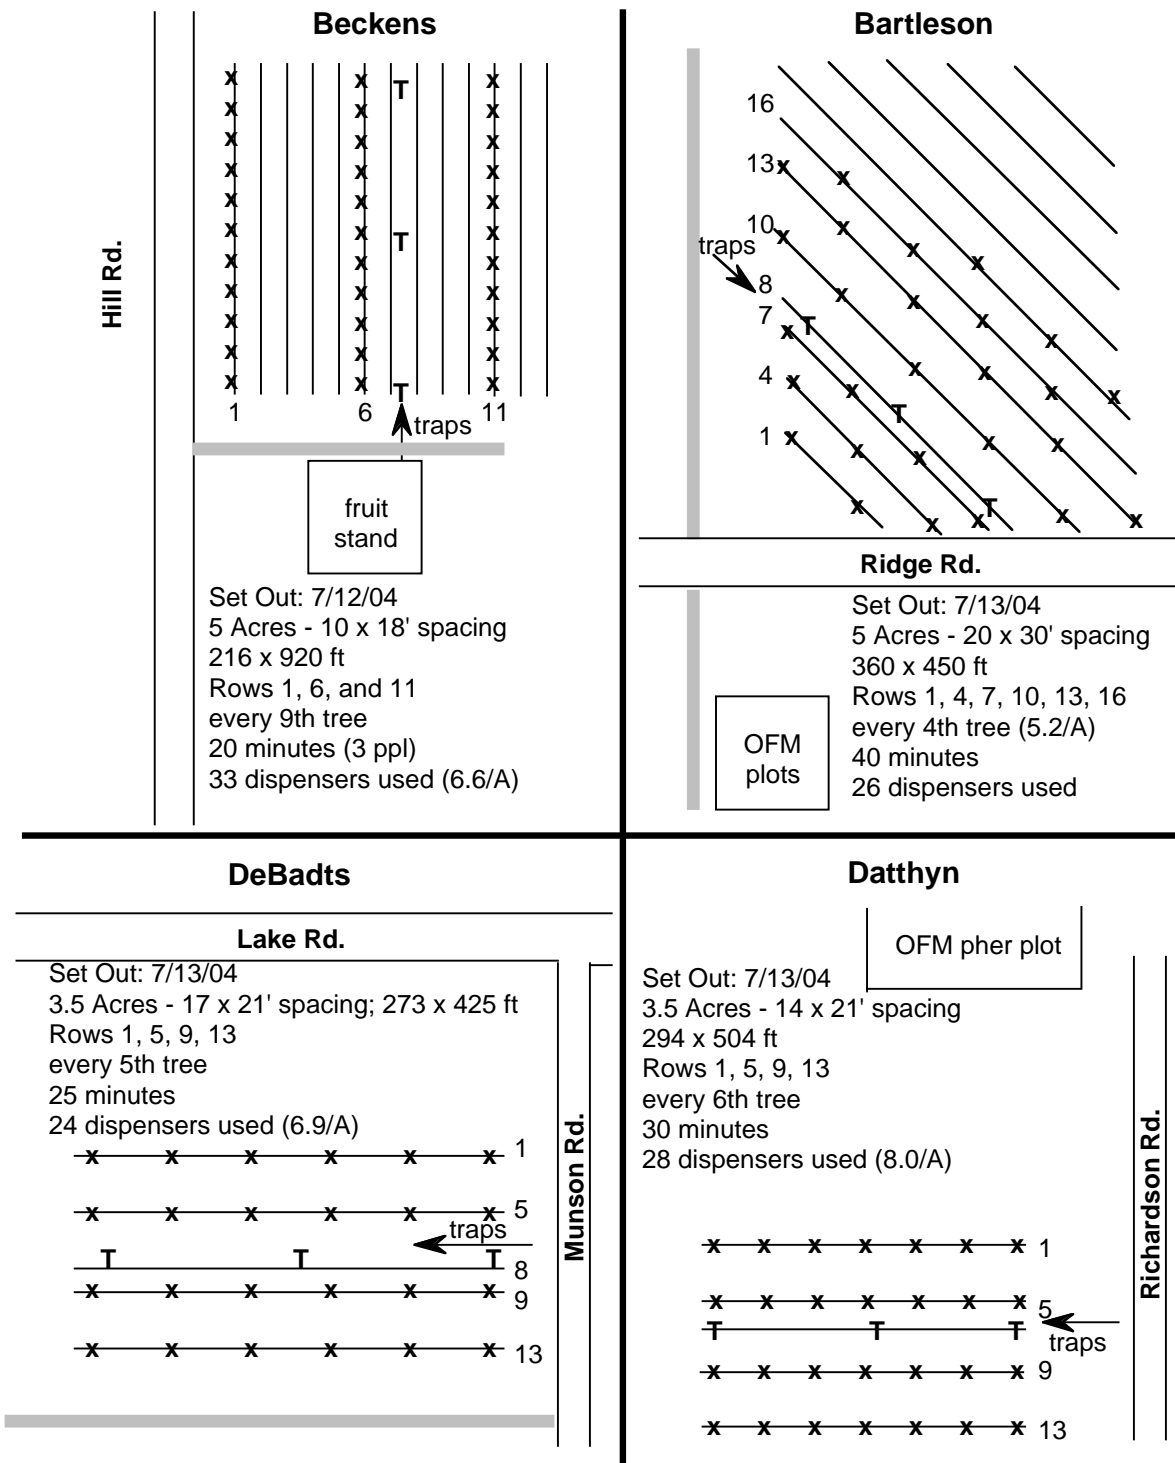 Beckens
Hill Rd.
x x T x
x x x
x x x
x x x
x x x
x x T x
x x x
x x x
x x x
x x x
x x T x
1 6 11
traps
fruit
stand
Set Out: 7/12/04
5 Acres - 10 x 18' spacing
216 x 920 ft
Rows 1, 6, and 11
every 9th tree
20 minutes (3 ppl)
33 dispensers used (6.6/A)
Bartleson
16
13 x x
10 x x x x
traps
8 x x x
7 x T x
4 x x x x x
1 x x T x x
x x x T x x
Ridge Rd.
OFM
plots
Set Out: 7/13/04
5 Acres - 20 x 30' spacing
360 x 450 ft
Rows 1, 4, 7, 10, 13, 16
every 4th tree (5.2/A)
40 minutes
26 dispensers used
DeBadts
Lake Rd.
Set Out: 7/13/04
3.5 Acres - 17 x 21' spacing; 273 x 425 ft
Rows 1, 5, 9, 13
every 5th tree
25 minutes
24 dispensers used (6.9/A)
x x x x x x 1
x x x x x x 5
traps
T T T 8
x x x x x x 9
x x x x x x 13
Munson Rd.
Datthyn
OFM pher plot
Set Out: 7/13/04
3.5 Acres - 14 x 21' spacing
294 x 504 ft
Rows 1, 5, 9, 13
every 6th tree
30 minutes
28 dispensers used (8.0/A)
x x x x x x x 1
x x x x x x x 5
T T T
traps
x x x x x x x 9
x x x x x x x 13
Richardson Rd.